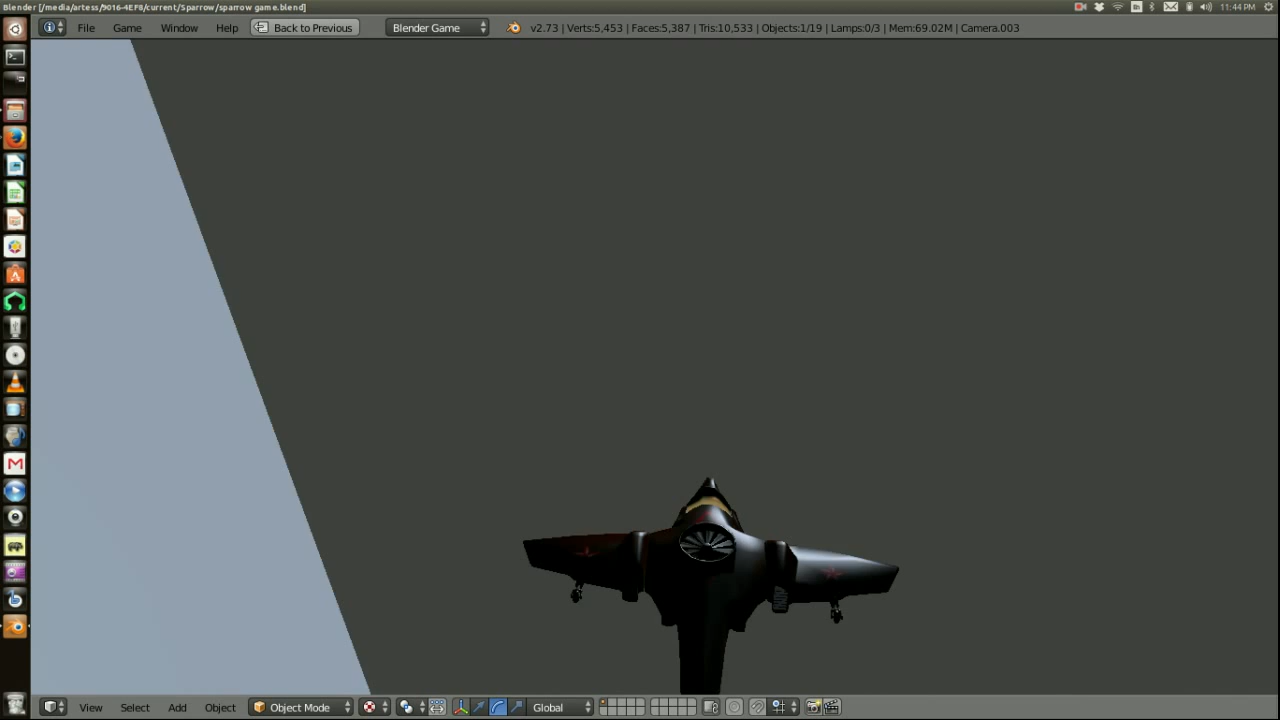 Blender [/media/artess/9016-4EF8/current/Sparrow/sparrow game.blend]
11:44 PM
File Game Window Help Back to Previous Blender Game v2.73 | Verts:5,453 | Faces:5,387 | Tris:10,533 | Objects:1/19 | Lamps:0/3 | Mem:69.02M | Camera.003
View Select Add Object Object Mode Global